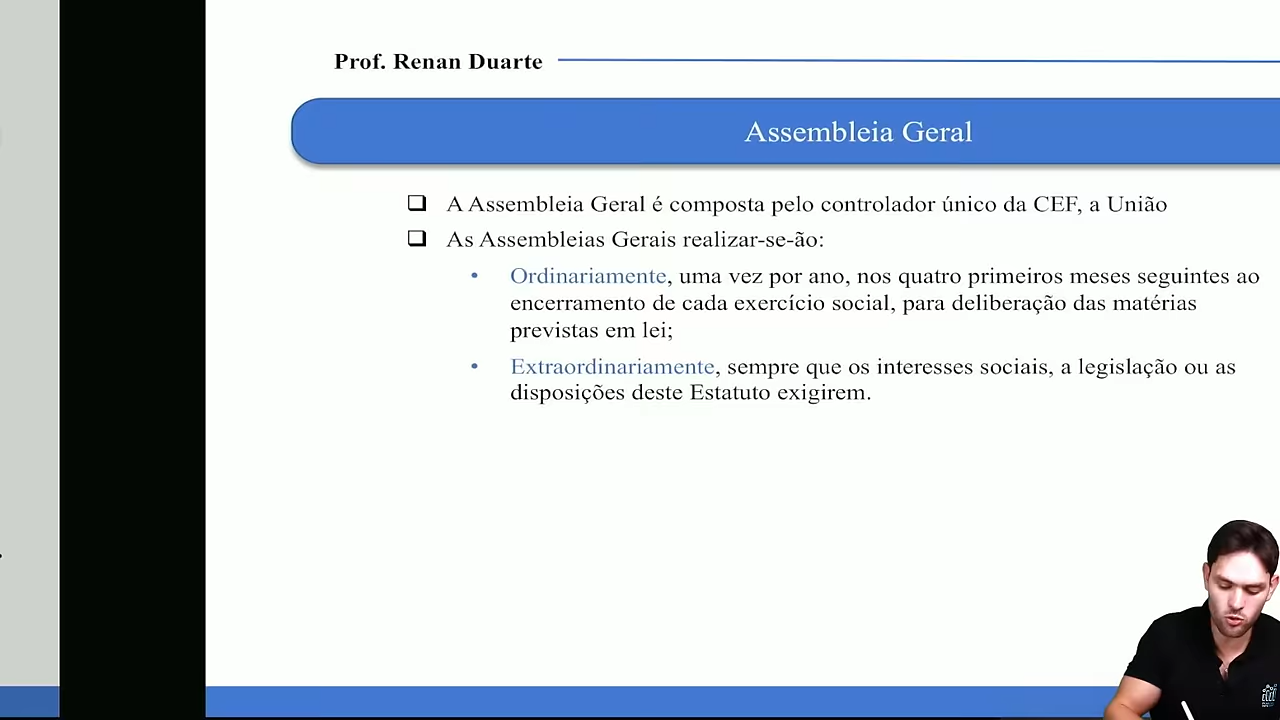 Prof. Renan Duarte
Assembleia Geral
A Assembleia Geral é composta pelo controlador único da CEF, a União
As Assembleias Gerais realizar-se-ão:
Ordinariamente, uma vez por ano, nos quatro primeiros meses seguintes ao
encerramento de cada exercício social, para deliberação das matérias
previstas em lei;
Extraordinariamente, sempre que os interesses sociais, a legislação ou as
disposições deste Estatuto exigirem.